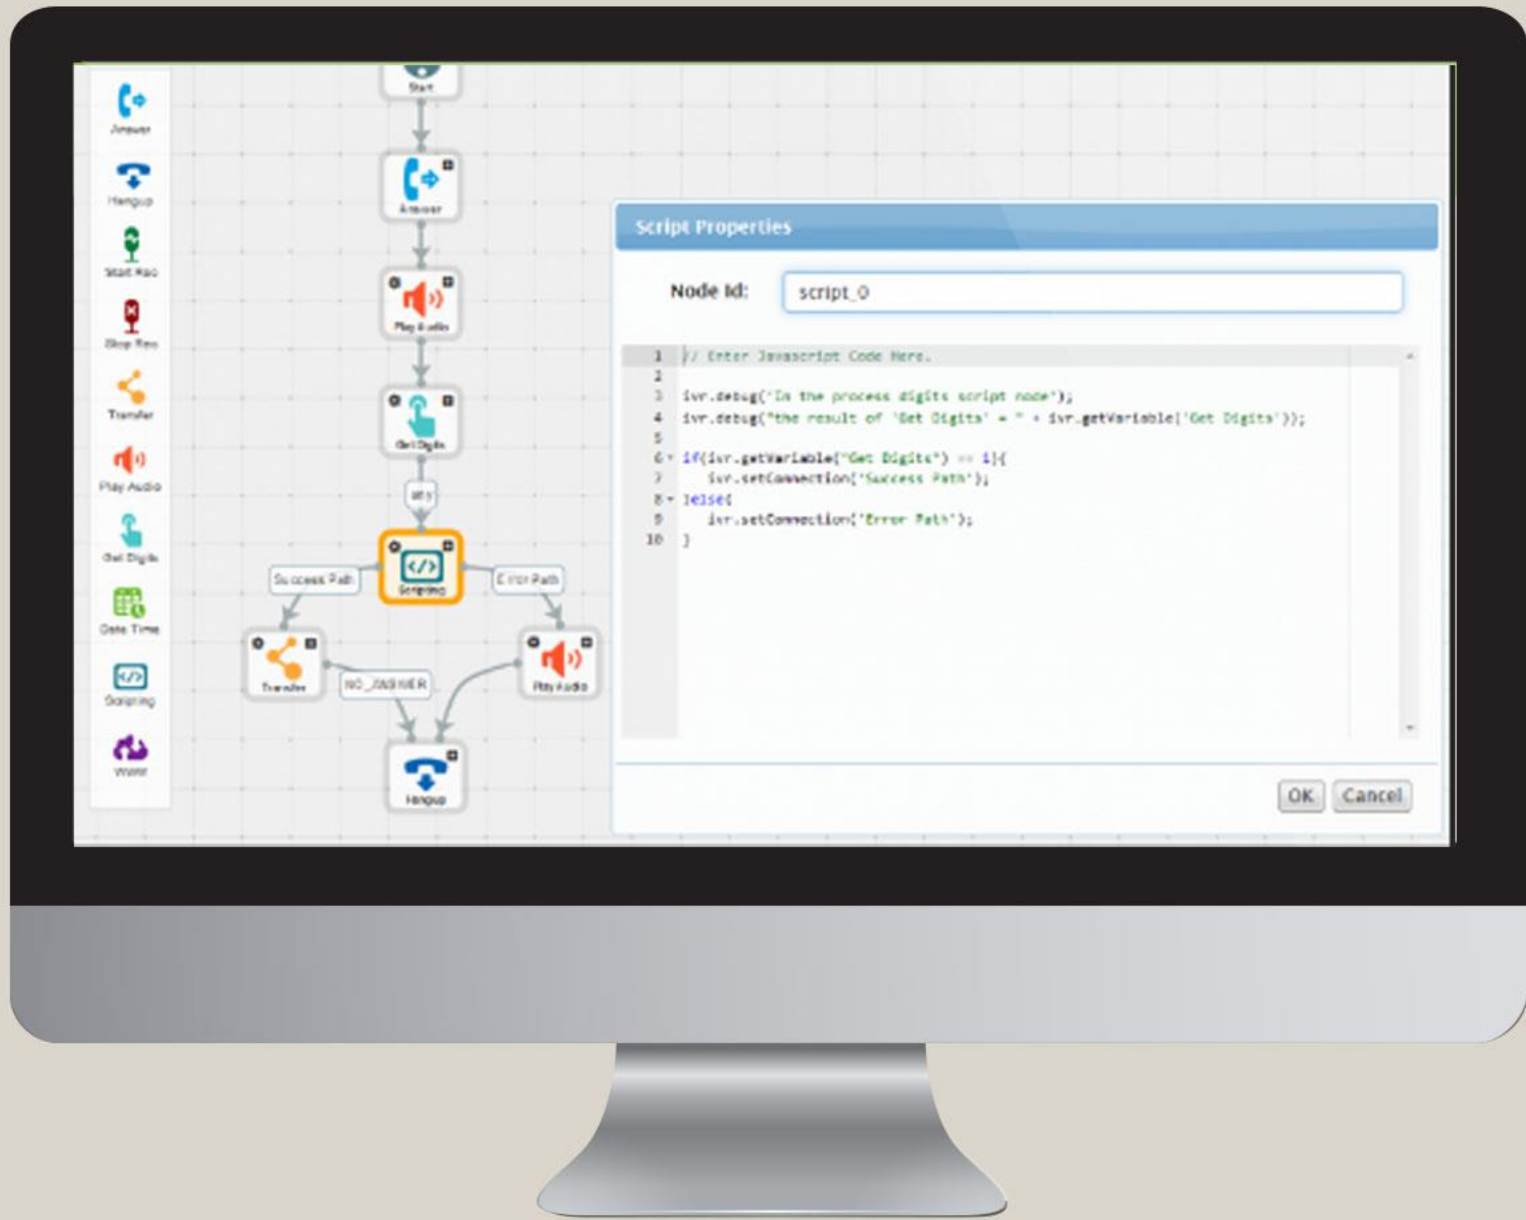 Answer
Hangup
Start Rec
Stop Rec
Transfer
Play Audio
Get Digits
Date Time
Scripting
WWW
Start
Answer
Play Audio
Get Digits
any
Scripting
Success Path
Error Path
Transfer
NO_ANSWER
Play Audio
Hangup
Script Properties
Node Id: script_0
1 // Enter Javascript Code Here.
2
3 ivr.debug('In the process digits script node');
4 ivr.debug("the result of 'Get Digits' = " + ivr.getVariable('Get Digits'));
5
6 if(ivr.getVariable("Get Digits") == 1){
7 ivr.setConnection('Success Path');
8 }else{
9 ivr.setConnection('Error Path');
10 }
OK Cancel